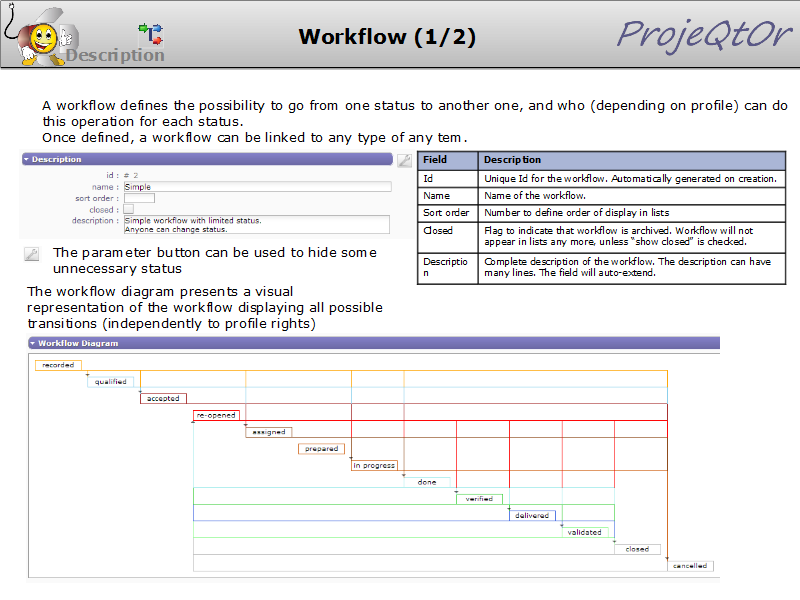 Description
Workflow (1/2)
ProjeQtOr
A workflow defines the possibility to go from one status to another one, and who (depending on profile) can do
this operation for each status.
Once defined, a workflow can be linked to any type of any tem.
Description
id : # 2
name : Simple
sort order :
closed :
description : Simple workflow with limited status.
Anyone can change status.
Field Description
Id Unique Id for the workflow. Automatically generated on creation.
Name Name of the workflow.
Sort order Number to define order of display in lists
Closed Flag to indicate that workflow is archived. Workflow will not
appear in lists any more, unless “show closed” is checked.
Descriptio Complete description of the workflow. The description can have
n many lines. The field will auto-extend.
The parameter button can be used to hide some
unnecessary status
The workflow diagram presents a visual
representation of the workflow displaying all possible
transitions (independently to profile rights)
Workflow Diagram
recorded
qualified
accepted
re-opened
assigned
prepared
in progress
done
verified
delivered
validated
closed
cancelled